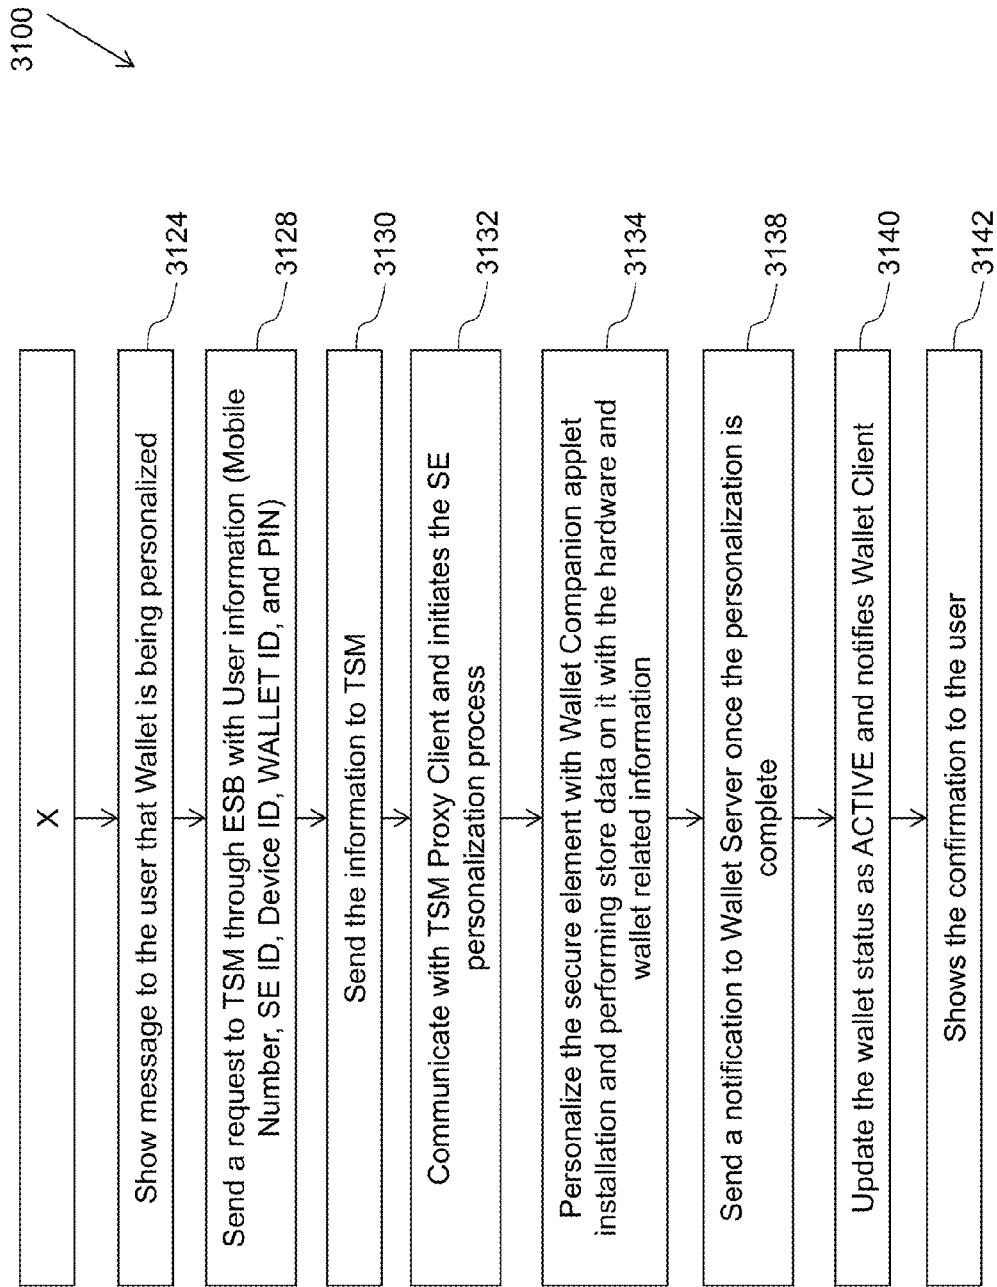 3100
X
Show message to the user that Wallet is being personalized
3124
Send a request to TSM through ESB with User information (Mobile
Number, SE ID, Device ID, WALLET ID, and PIN)
3128
Send the information to TSM
3130
Communicate with TSM Proxy Client and initiates the SE
personalization process
3132
Personalize the secure element with Wallet Companion applet
installation and performing store data on it with the hardware and
wallet related information
3134
Send a notification to Wallet Server once the personalization is
complete
3138
Update the wallet status as ACTIVE and notifies Wallet Client
3140
Shows the confirmation to the user
3142